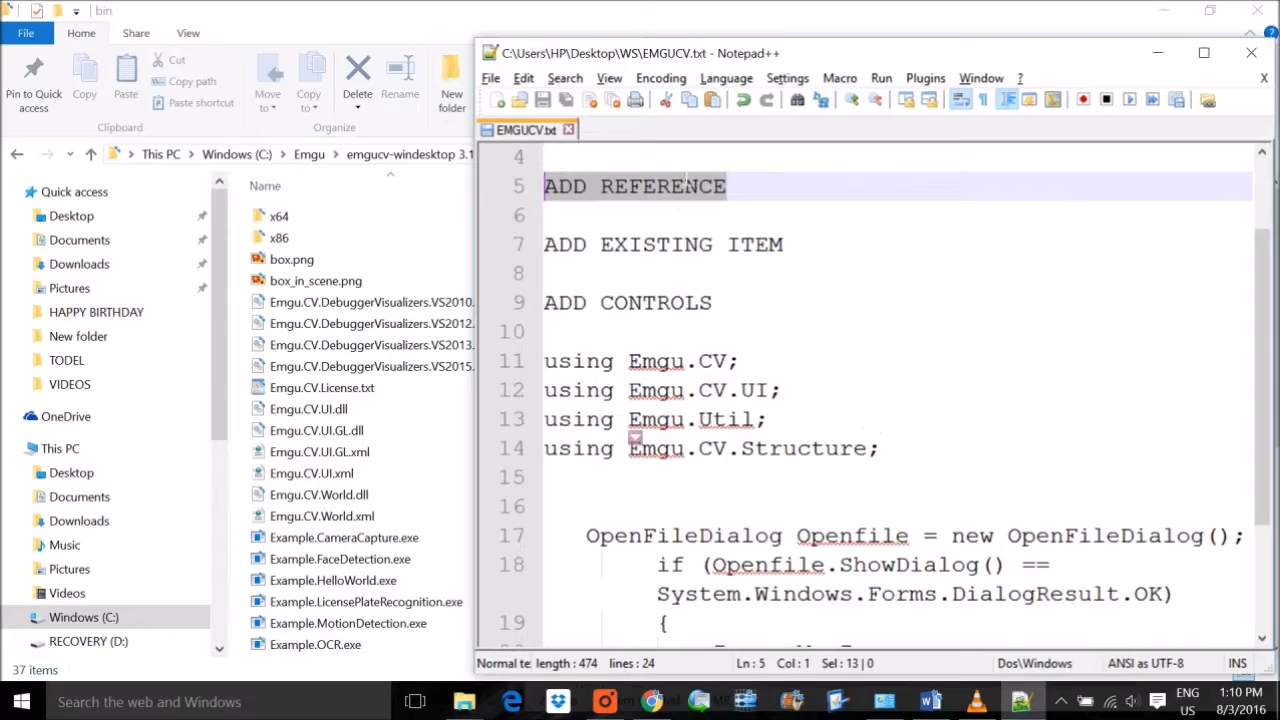 bin
File Home Share View
Pin to Quick access
Copy
Paste
Cut
Copy path
Paste shortcut
Clipboard
Move to
Copy to
Delete
Rename
New folder
Organize
This PC Windows (C:) Emgu emgucv-windesktop 3.1
Quick access
Desktop
Documents
Downloads
Pictures
HAPPY BIRTHDAY
New folder
TODEL
VIDEOS
OneDrive
This PC
Desktop
Documents
Downloads
Music
Pictures
Videos
Windows (C:)
RECOVERY (D:)
37 items
Name
x64
x86
box.png
box_in_scene.png
Emgu.CV.DebuggerVisualizers.VS2010.
Emgu.CV.DebuggerVisualizers.VS2012.
Emgu.CV.DebuggerVisualizers.VS2013.
Emgu.CV.DebuggerVisualizers.VS2015.
Emgu.CV.License.txt
Emgu.CV.UI.dll
Emgu.CV.UI.GL.dll
Emgu.CV.UI.GL.xml
Emgu.CV.UI.xml
Emgu.CV.World.dll
Emgu.CV.World.xml
Example.CameraCapture.exe
Example.FaceDetection.exe
Example.HelloWorld.exe
Example.LicensePlateRecognition.exe
Example.MotionDetection.exe
Example.OCR.exe
C:\Users\HP\Desktop\WS\EMGUCV.txt - Notepad++
File Edit Search View Encoding Language Settings Macro Run Plugins Window ? X
EMGUCV.txt
4
5 ADD REFERENCE
6
7 ADD EXISTING ITEM
8
9 ADD CONTROLS
10
11 using Emgu.CV;
12 using Emgu.CV.UI;
13 using Emgu.Util;
14 using Emgu.CV.Structure;
15
16
17 OpenFileDialog Openfile = new OpenFileDialog();
18 if (Openfile.ShowDialog() ==
System.Windows.Forms.DialogResult.OK)
19 {
Normal te length : 474 lines : 24 Ln : 5 Col : 1 Sel : 13 | 0 Dos\Windows ANSI as UTF-8 INS
Search the web and Windows
ENG
US
1:10 PM
8/3/2016